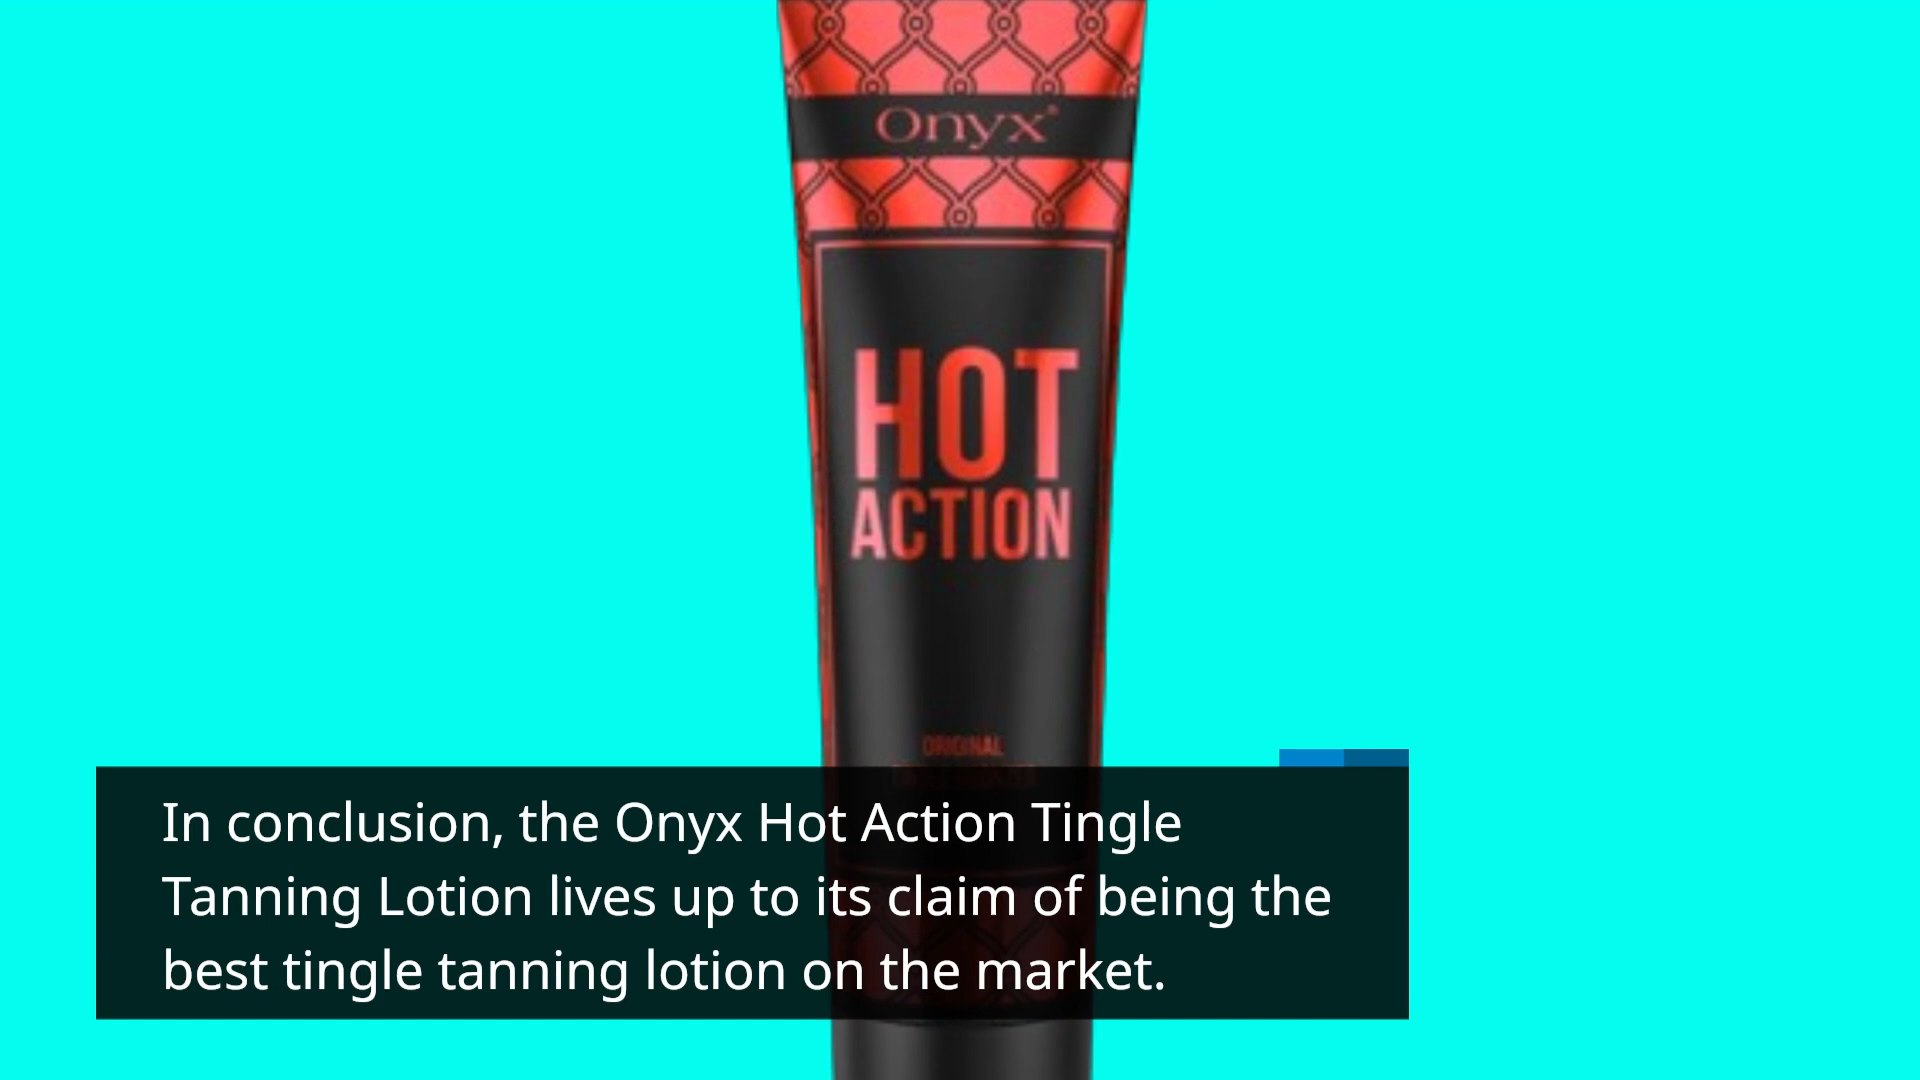 Onyx®
HOT
ACTION
ORIGINAL
In conclusion, the Onyx Hot Action Tingle
Tanning Lotion lives up to its claim of being the
best tingle tanning lotion on the market.